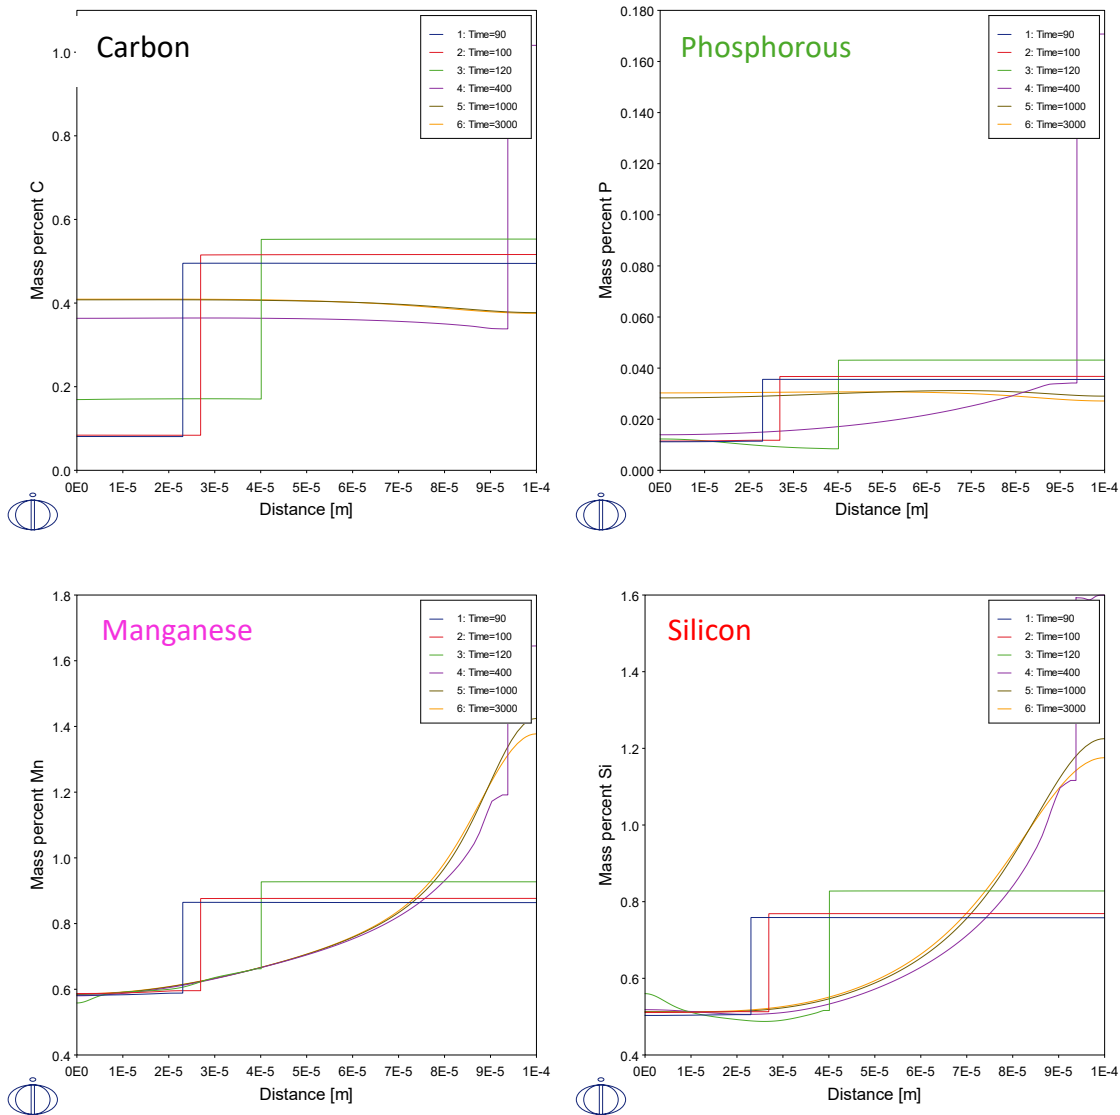 Carbon
Mass percent C
1.0
0.8
0.6
0.4
0.2
0.0
0E0 1E-5 2E-5 3E-5 4E-5 5E-5 6E-5 7E-5 8E-5 9E-5 1E-4
Distance [m]
1: Time=90
2: Time=100
3: Time=120
4: Time=400
5: Time=1000
6: Time=3000
Phosphorous
Mass percent P
0.180
0.160
0.140
0.120
0.100
0.080
0.060
0.040
0.020
0.000
0E0 1E-5 2E-5 3E-5 4E-5 5E-5 6E-5 7E-5 8E-5 9E-5 1E-4
Distance [m]
1: Time=90
2: Time=100
3: Time=120
4: Time=400
5: Time=1000
6: Time=3000
Manganese
Mass percent Mn
1.8
1.6
1.4
1.2
1.0
0.8
0.6
0.4
0E0 1E-5 2E-5 3E-5 4E-5 5E-5 6E-5 7E-5 8E-5 9E-5 1E-4
Distance [m]
1: Time=90
2: Time=100
3: Time=120
4: Time=400
5: Time=1000
6: Time=3000
Silicon
Mass percent Si
1.6
1.4
1.2
1.0
0.8
0.6
0.4
0E0 1E-5 2E-5 3E-5 4E-5 5E-5 6E-5 7E-5 8E-5 9E-5 1E-4
Distance [m]
1: Time=90
2: Time=100
3: Time=120
4: Time=400
5: Time=1000
6: Time=3000